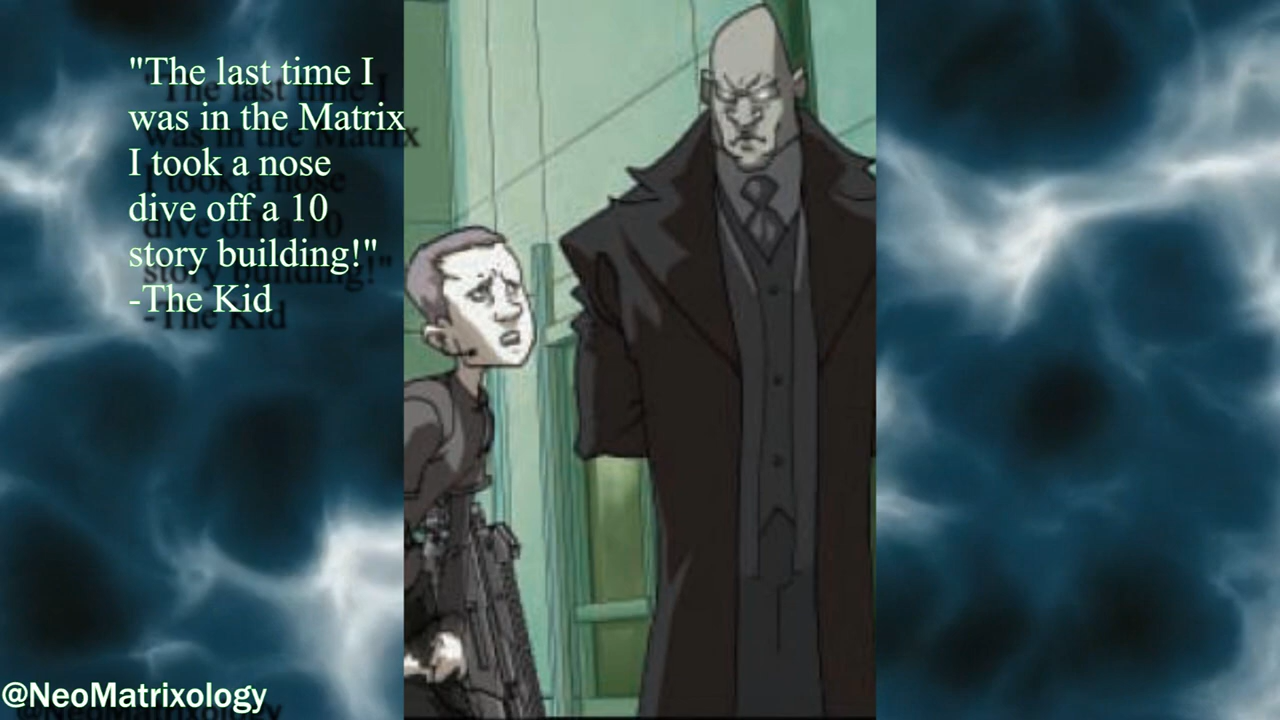 "The last time I
was in the Matrix
I took a nose
dive off a 10
story building!"
-The Kid
@NeoMatrixology